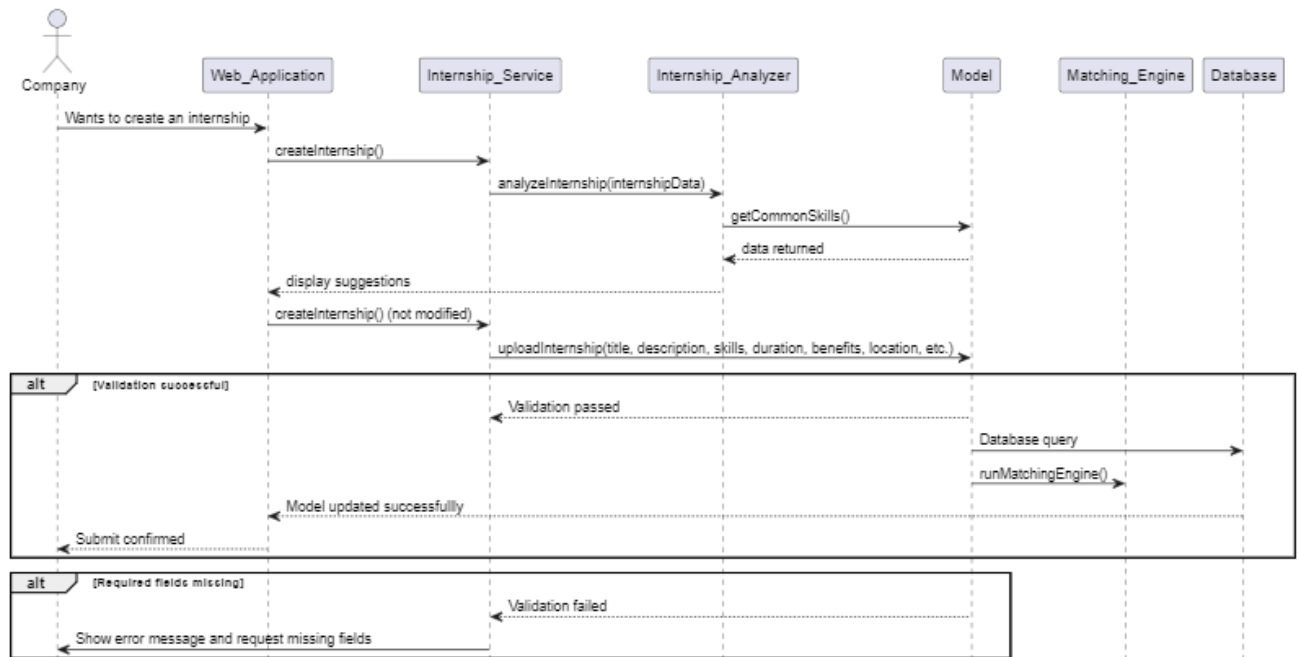 Company
Web_Application
Internship_Service
Internship_Analyzer
Model
Matching_Engine
Database
Wants to create an internship
createInternship()
analyzeInternship(internshipData)
getCommonSkills()
data returned
display suggestions
createInternship() (not modified)
uploadInternship(title, description, skills, duration, benefits, location, etc.)
alt [Validation successful]
Validation passed
Database query
runMatchingEngine()
Model updated successfullly
Submit confirmed
alt [Required fields missing]
Validation failed
Show error message and request missing fields